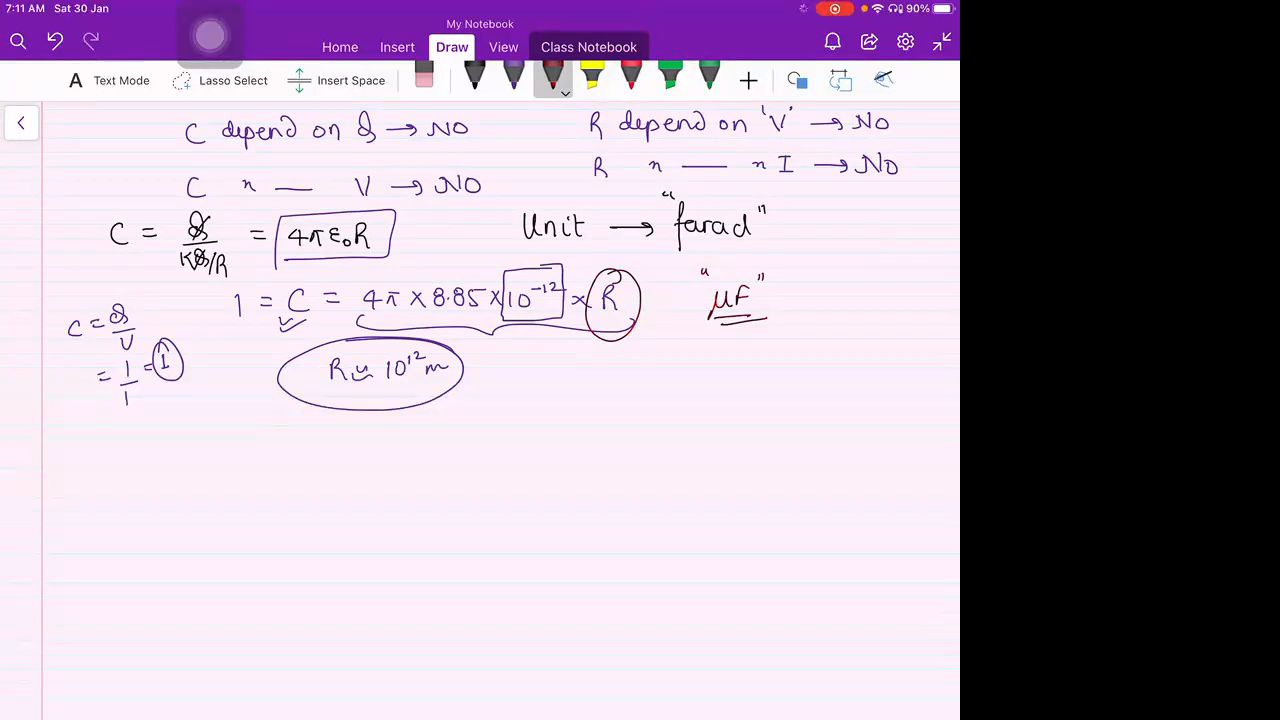 7:11 AM Sat 30 Jan
90%
My Notebook
Home Insert Draw View Class Notebook
A Text Mode Lasso Select Insert Space
C depend on Q → NO
R depend on 'V' → NO
C " — V → NO
R " — " I → NO
C = Q / KQ/R = 4πε₀R
Unit → "farad"
1 = C = 4π × 8.85 × 10⁻¹² × R
"μF"
C = Q/V
= 1/1 = 1
R ≃ 10¹² m